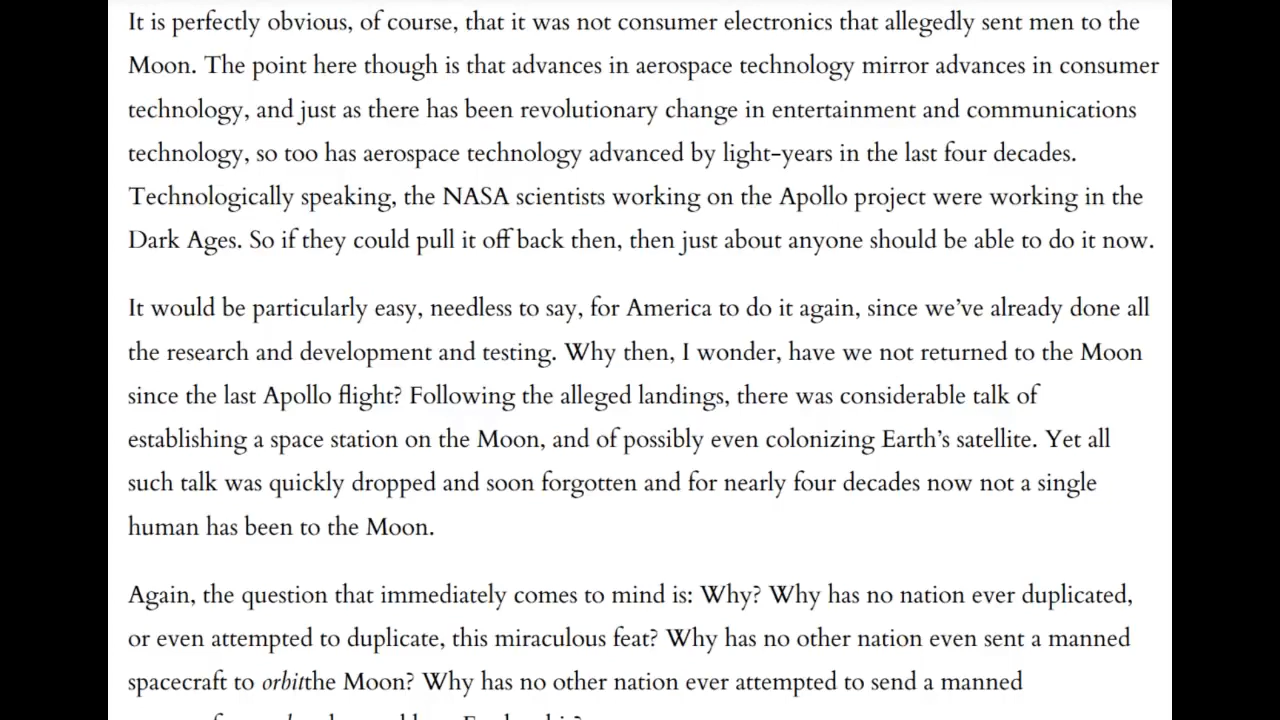 It is perfectly obvious, of course, that it was not consumer electronics that allegedly sent men to the
Moon. The point here though is that advances in aerospace technology mirror advances in consumer
technology, and just as there has been revolutionary change in entertainment and communications
technology, so too has aerospace technology advanced by light-years in the last four decades.
Technologically speaking, the NASA scientists working on the Apollo project were working in the
Dark Ages. So if they could pull it off back then, then just about anyone should be able to do it now.
It would be particularly easy, needless to say, for America to do it again, since we’ve already done all
the research and development and testing. Why then, I wonder, have we not returned to the Moon
since the last Apollo flight? Following the alleged landings, there was considerable talk of
establishing a space station on the Moon, and of possibly even colonizing Earth’s satellite. Yet all
such talk was quickly dropped and soon forgotten and for nearly four decades now not a single
human has been to the Moon.
Again, the question that immediately comes to mind is: Why? Why has no nation ever duplicated,
or even attempted to duplicate, this miraculous feat? Why has no other nation even sent a manned
spacecraft to orbitthe Moon? Why has no other nation ever attempted to send a manned